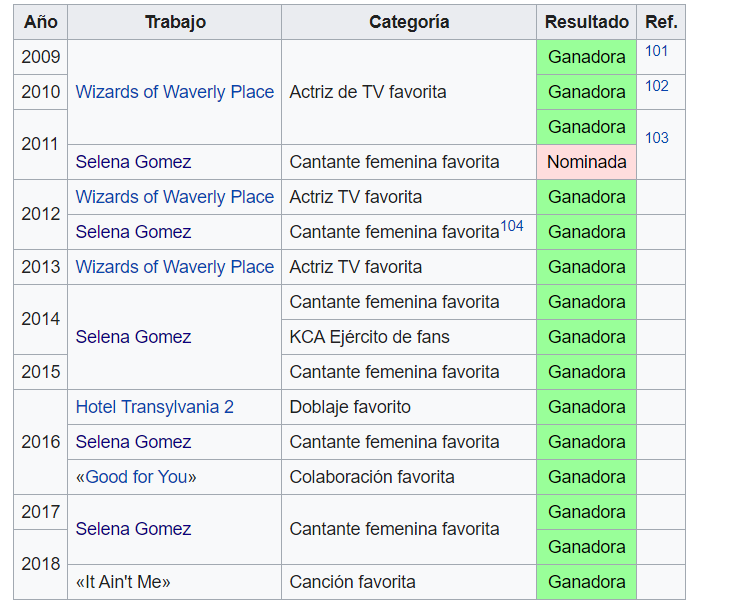 Año Trabajo Categoría Resultado Ref.
2009 Ganadora 101
2010 Wizards of Waverly Place Actriz de TV favorita Ganadora 102
2011 Ganadora 103
Selena Gomez Cantante femenina favorita Nominada
2012 Wizards of Waverly Place Actriz TV favorita Ganadora
Selena Gomez Cantante femenina favorita104 Ganadora
2013 Wizards of Waverly Place Actriz TV favorita Ganadora
2014 Cantante femenina favorita Ganadora
Selena Gomez KCA Ejército de fans Ganadora
2015 Cantante femenina favorita Ganadora
Hotel Transylvania 2 Doblaje favorito Ganadora
2016 Selena Gomez Cantante femenina favorita Ganadora
«Good for You» Colaboración favorita Ganadora
2017 Selena Gomez Cantante femenina favorita Ganadora
2018 Ganadora
«It Ain't Me» Canción favorita Ganadora